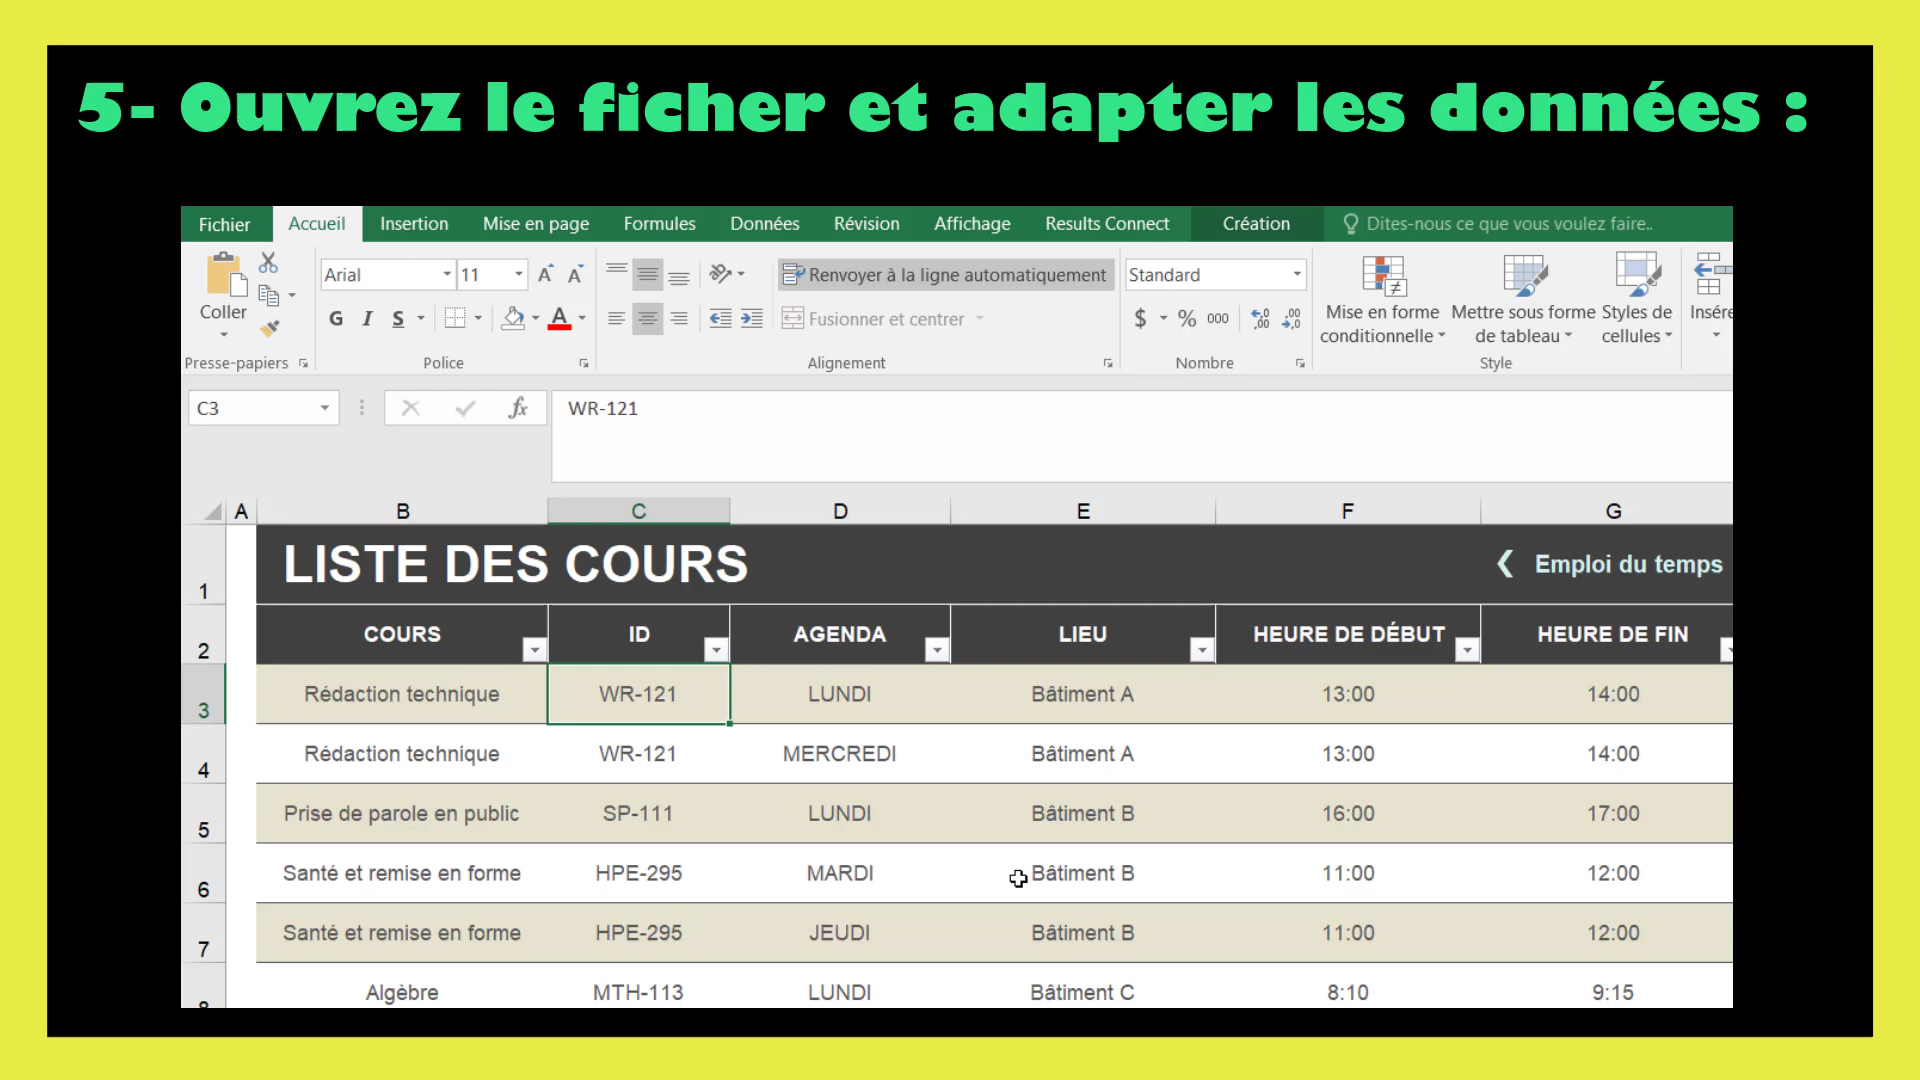 5- Ouvrez le ficher et adapter les données :
Fichier Accueil Insertion Mise en page Formules Données Révision Affichage Results Connect Création Dites-nous ce que vous voulez faire..
Coller
Presse-papiers
Arial 11
G I S A
Police
Renvoyer à la ligne automatiquement
Fusionner et centrer
Alignement
Standard
$ % 000
Nombre
Mise en forme conditionnelle
Mettre sous forme de tableau
Styles de cellules
Style
Insére
C3 fx WR-121
A B C D E F G
1 LISTE DES COURS ❮ Emploi du temps
2 COURS ID AGENDA LIEU HEURE DE DÉBUT HEURE DE FIN
3 Rédaction technique WR-121 LUNDI Bâtiment A 13:00 14:00
4 Rédaction technique WR-121 MERCREDI Bâtiment A 13:00 14:00
5 Prise de parole en public SP-111 LUNDI Bâtiment B 16:00 17:00
6 Santé et remise en forme HPE-295 MARDI Bâtiment B 11:00 12:00
7 Santé et remise en forme HPE-295 JEUDI Bâtiment B 11:00 12:00
8 Algèbre MTH-113 LUNDI Bâtiment C 8:10 9:15